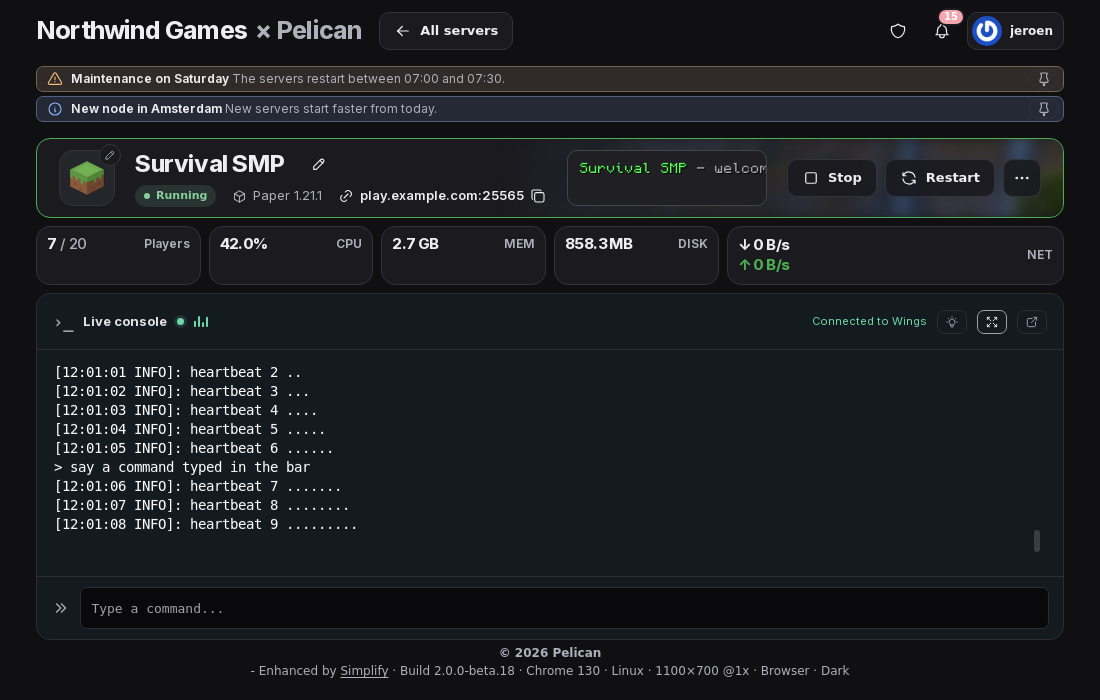 Northwind Games × Pelican
All servers
15
jeroen
Maintenance on Saturday The servers restart between 07:00 and 07:30.
New node in Amsterdam New servers start faster from today.
Survival SMP
Running
Paper 1.21.1
play.example.com:25565
Survival SMP - welcom
Stop
Restart
7 / 20 Players
42.0% CPU
2.7 GB MEM
858.3 MB DISK
↓ 0 B/s
↑ 0 B/s
NET
Live console
Connected to Wings
[12:01:01 INFO]: heartbeat 2 ..
[12:01:02 INFO]: heartbeat 3 ...
[12:01:03 INFO]: heartbeat 4 ....
[12:01:04 INFO]: heartbeat 5 .....
[12:01:05 INFO]: heartbeat 6 ......
> say a command typed in the bar
[12:01:06 INFO]: heartbeat 7 .......
[12:01:07 INFO]: heartbeat 8 ........
[12:01:08 INFO]: heartbeat 9 .........
Type a command...
© 2026 Pelican
- Enhanced by Simplify · Build 2.0.0-beta.18 · Chrome 130 · Linux · 1100×700 @1x · Browser · Dark